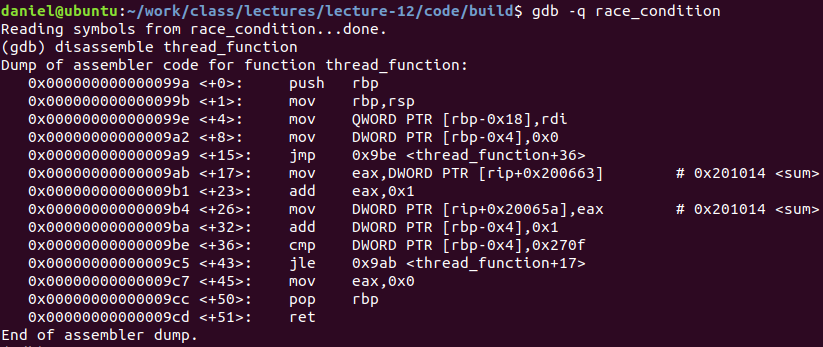 daniel@ubuntu:~/work/class/lectures/lecture-12/code/build$ gdb -q race_condition
Reading symbols from race_condition...done.
(gdb) disassemble thread_function
Dump of assembler code for function thread_function:
   0x000000000000099a <+0>:     push   rbp
   0x000000000000099b <+1>:     mov    rbp,rsp
   0x000000000000099e <+4>:     mov    QWORD PTR [rbp-0x18],rdi
   0x00000000000009a2 <+8>:     mov    DWORD PTR [rbp-0x4],0x0
   0x00000000000009a9 <+15>:    jmp    0x9be <thread_function+36>
   0x00000000000009ab <+17>:    mov    eax,DWORD PTR [rip+0x200663]        # 0x201014 <sum>
   0x00000000000009b1 <+23>:    add    eax,0x1
   0x00000000000009b4 <+26>:    mov    DWORD PTR [rip+0x20065a],eax        # 0x201014 <sum>
   0x00000000000009ba <+32>:    add    DWORD PTR [rbp-0x4],0x1
   0x00000000000009be <+36>:    cmp    DWORD PTR [rbp-0x4],0x270f
   0x00000000000009c5 <+43>:    jle    0x9ab <thread_function+17>
   0x00000000000009c7 <+45>:    mov    eax,0x0
   0x00000000000009cc <+50>:    pop    rbp
   0x00000000000009cd <+51>:    ret
End of assembler dump.